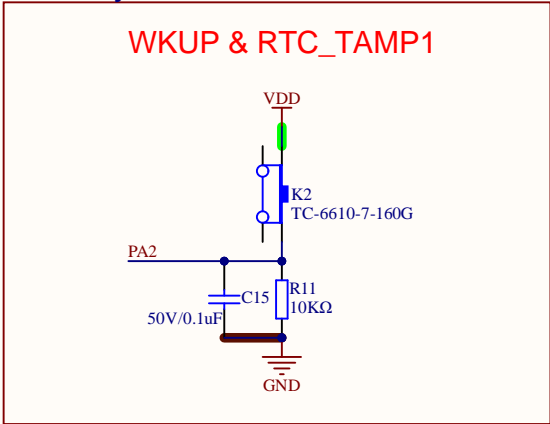 WKUP & RTC_TAMP1
VDD
K2
TC-6610-7-160G
PA2
C15
R11
50V/0.1uF
10KΩ
GND